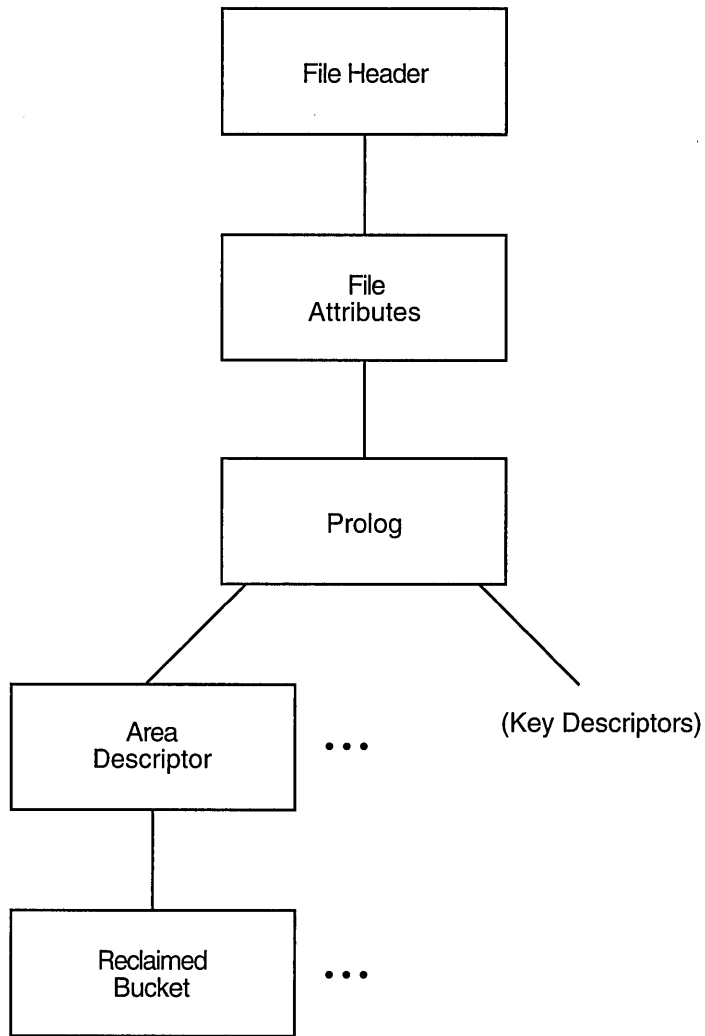 File Header
File
Attributes
Prolog
Area
Descriptor
• • •
(Key Descriptors)
Reclaimed
Bucket
• • •